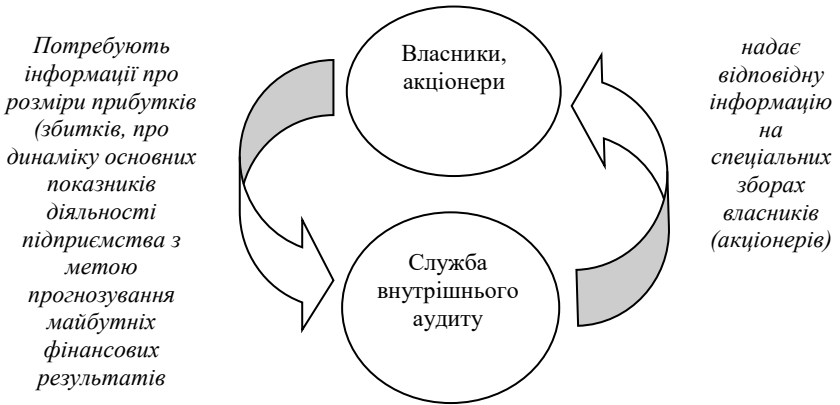 Потребують
інформації про
розміри прибутків
(збитків, про
динаміку основних
показників
діяльності
підприємства з
метою
прогнозування
майбутніх
фінансових
результатів
Власники,
акціонери
Служба
внутрішнього
аудиту
надає
відповідну
інформацію
на
спеціальних
зборах
власників
(акціонерів)